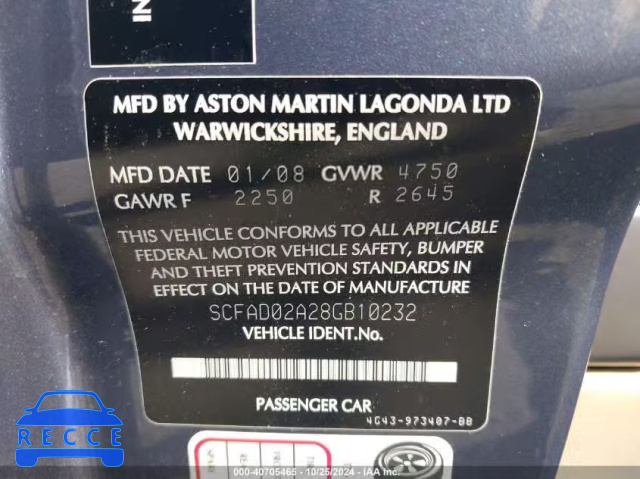 IN
MFD BY ASTON MARTIN LAGONDA LTD
WARWICKSHIRE, ENGLAND
MFD DATE 01/08 GVWR 4750
GAWR F 2250 R 2645
THIS VEHICLE CONFORMS TO ALL APPLICABLE
FEDERAL MOTOR VEHICLE SAFETY, BUMPER
AND THEFT PREVENTION STANDARDS IN
EFFECT ON THE DATE OF MANUFACTURE
SCFAD02A28GB10232
VEHICLE IDENT.No.
PASSENGER CAR
4G43-973407-BB
RECCE
000-40705465 - 10/25/2024 - IAA Inc.